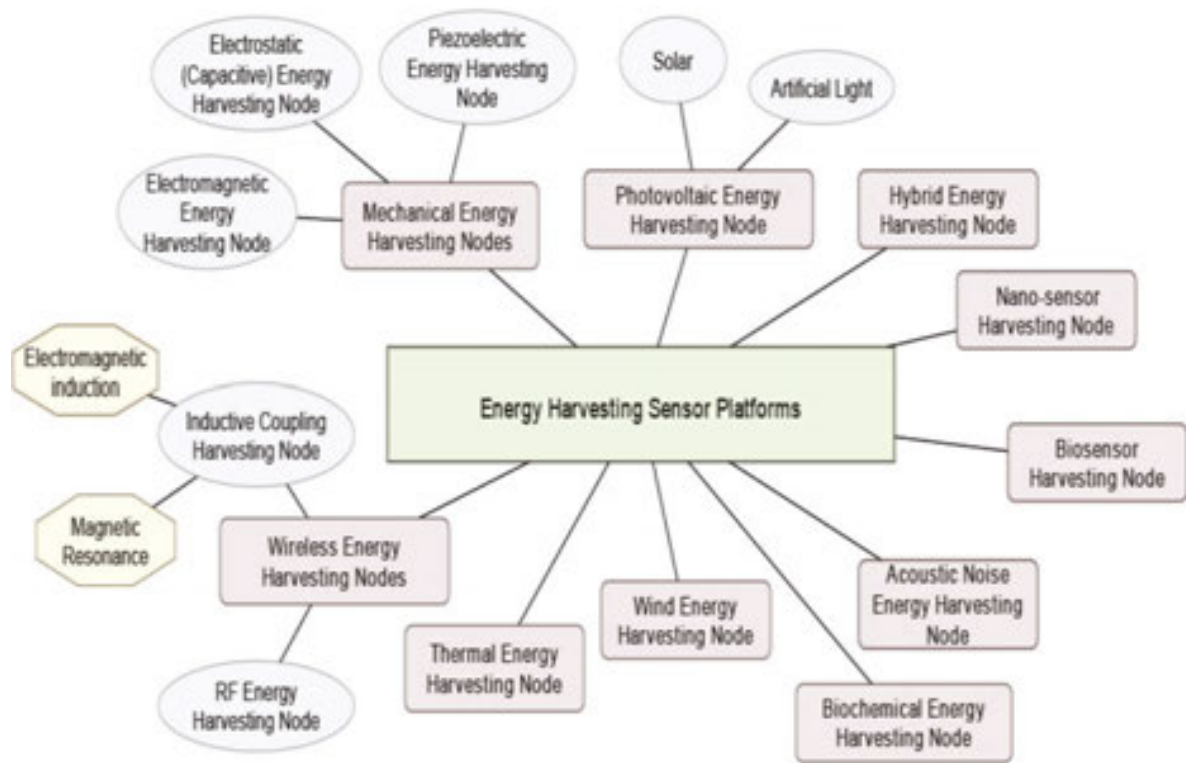 Electrostatic
(Capacitive) Energy
Harvesting Node
Piezoelectric
Energy Harvesting
Node
Solar
Artificial Light
Electromagnetic
Energy
Harvesting Node
Mechanical Energy
Harvesting Nodes
Photovoltaic Energy
Harvesting Node
Hybrid Energy
Harvesting Node
Nano-sensor
Harvesting Node
Electromagnetic
induction
Inductive Coupling
Harvesting Node
Energy Harvesting Sensor Platforms
Biosensor
Harvesting Node
Magnetic
Resonance
Wireless Energy
Harvesting Nodes
Thermal Energy
Harvesting Node
Wind Energy
Harvesting Node
Acoustic Noise
Energy Harvesting
Node
RF Energy
Harvesting Node
Biochemical Energy
Harvesting Node